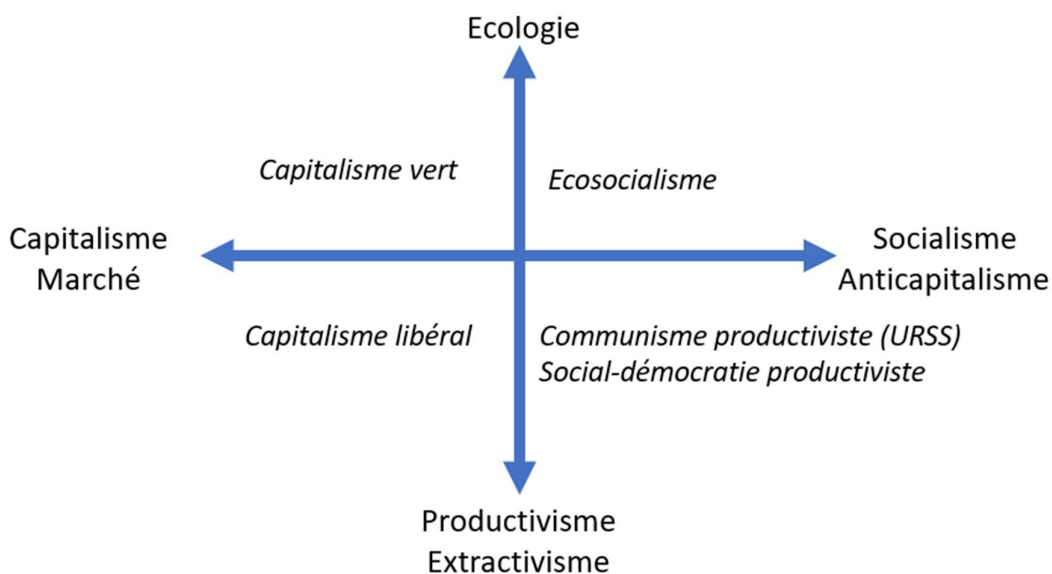 Ecologie
Capitalisme vert
Ecosocialisme
Capitalisme
Marché
Socialisme
Anticapitalisme
Capitalisme libéral
Communisme productiviste (URSS)
Social-démocratie productiviste
Productivisme
Extractivisme